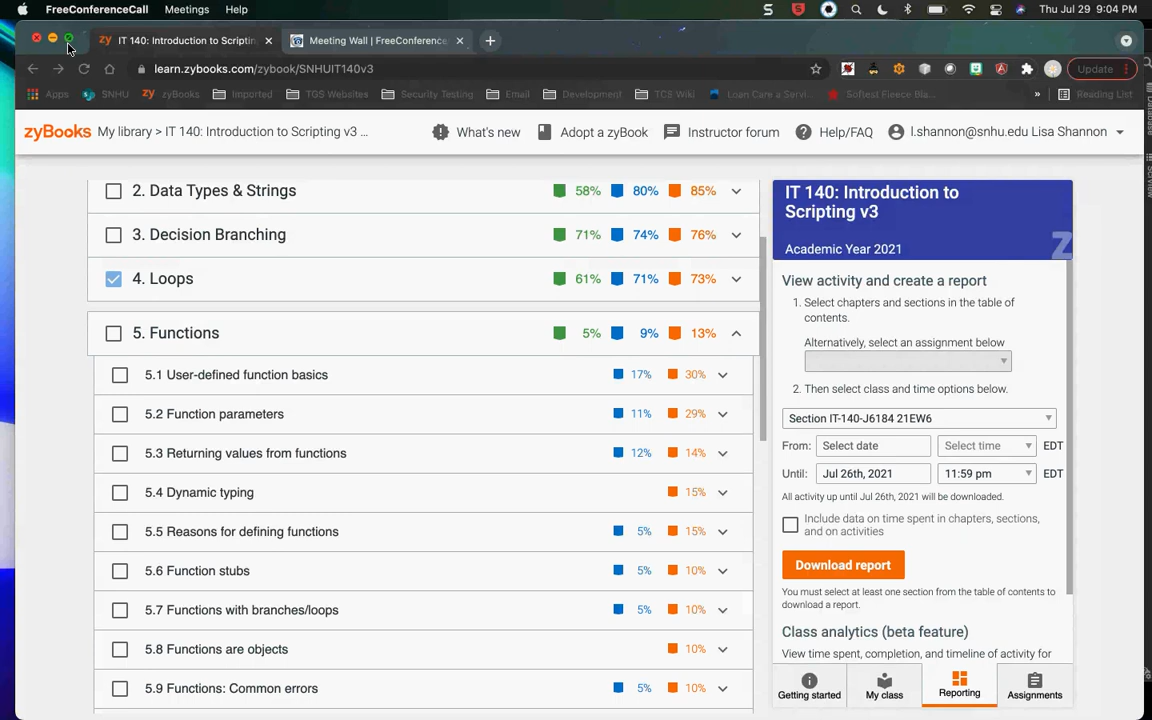 FreeConferenceCall Meetings Help Thu Jul 29 9:04 PM
zy IT 140: Introduction to Scriptin Meeting Wall | FreeConference
learn.zybooks.com/zybook/SNHUIT140v3 Update
Apps SNHU zy zyBooks Imported TGS Websites Security Testing Email Development TCS Wiki Loan Care a Servi... Softest Fleece Bla... » Reading List
zyBooks My library > IT 140: Introduction to Scripting v3 ... What's new Adopt a zyBook Instructor forum Help/FAQ l.shannon@snhu.edu Lisa Shannon
2. Data Types & Strings 58% 80% 85%
3. Decision Branching 71% 74% 76%
4. Loops 61% 71% 73%
5. Functions 5% 9% 13%
5.1 User-defined function basics 17% 30%
5.2 Function parameters 11% 29%
5.3 Returning values from functions 12% 14%
5.4 Dynamic typing 15%
5.5 Reasons for defining functions 5% 15%
5.6 Function stubs 5% 10%
5.7 Functions with branches/loops 5% 10%
5.8 Functions are objects 10%
5.9 Functions: Common errors 5% 10%
IT 140: Introduction to
Scripting v3
Academic Year 2021
View activity and create a report
1. Select chapters and sections in the table of
contents.
Alternatively, select an assignment below
2. Then select class and time options below.
Section IT-140-J6184 21EW6
From: Select date Select time EDT
Until: Jul 26th, 2021 11:59 pm EDT
All activity up until Jul 26th, 2021 will be downloaded.
Include data on time spent in chapters, sections,
and on activities
Download report
You must select at least one section from the table of contents to
download a report.
Class analytics (beta feature)
View time spent, completion, and timeline of activity for
Getting started My class Reporting Assignments